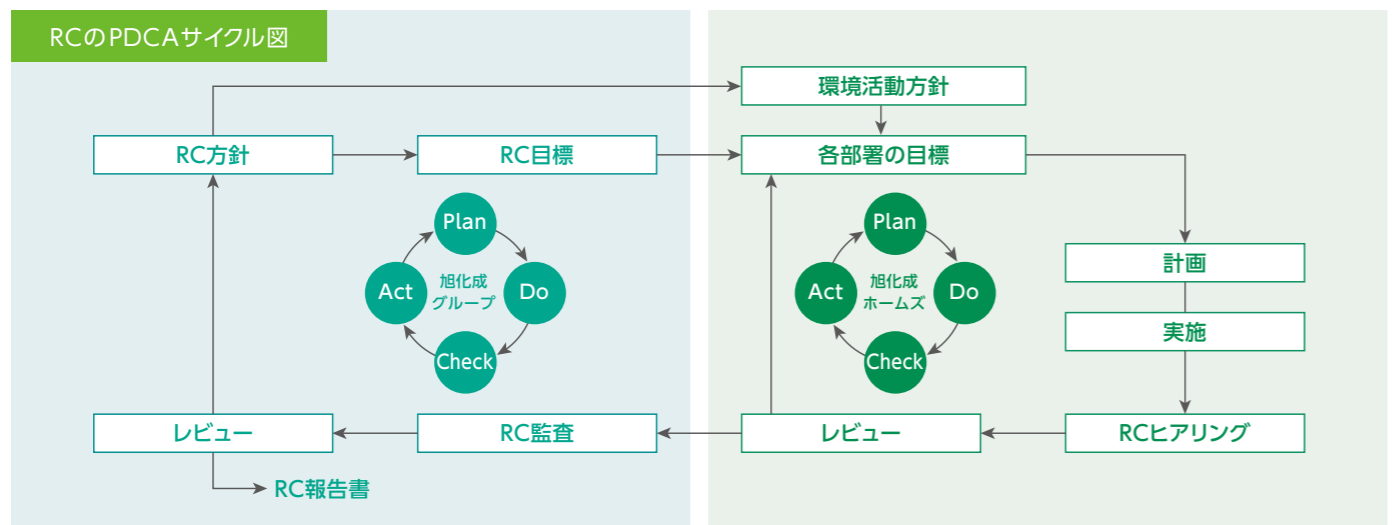 RCのPDCAサイクル図
環境活動方針
RC方針
RC目標
各部署の目標
Plan
Act
旭化成
グループ
Do
Check
Plan
Act
旭化成
ホームズ
Do
Check
計画
実施
レビュー
RC監査
レビュー
RCヒアリング
RC報告書